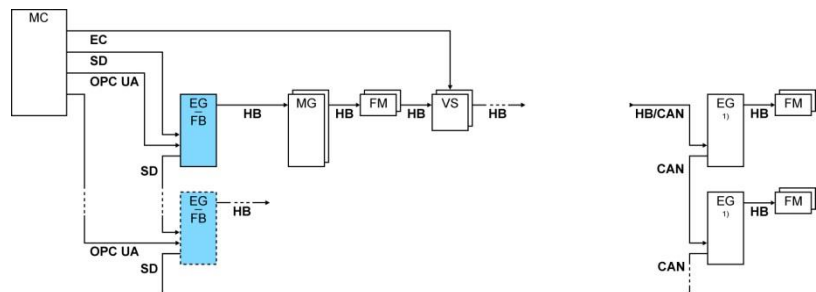 MC
EC
SD
OPC UA
EG
–
FB
HB
MG
HB
FM
HB
VS
HB
HB/CAN
EG
1)
HB
FM
SD
CAN
EG
–
FB
HB
EG
1)
HB
FM
OPC UA
SD
CAN